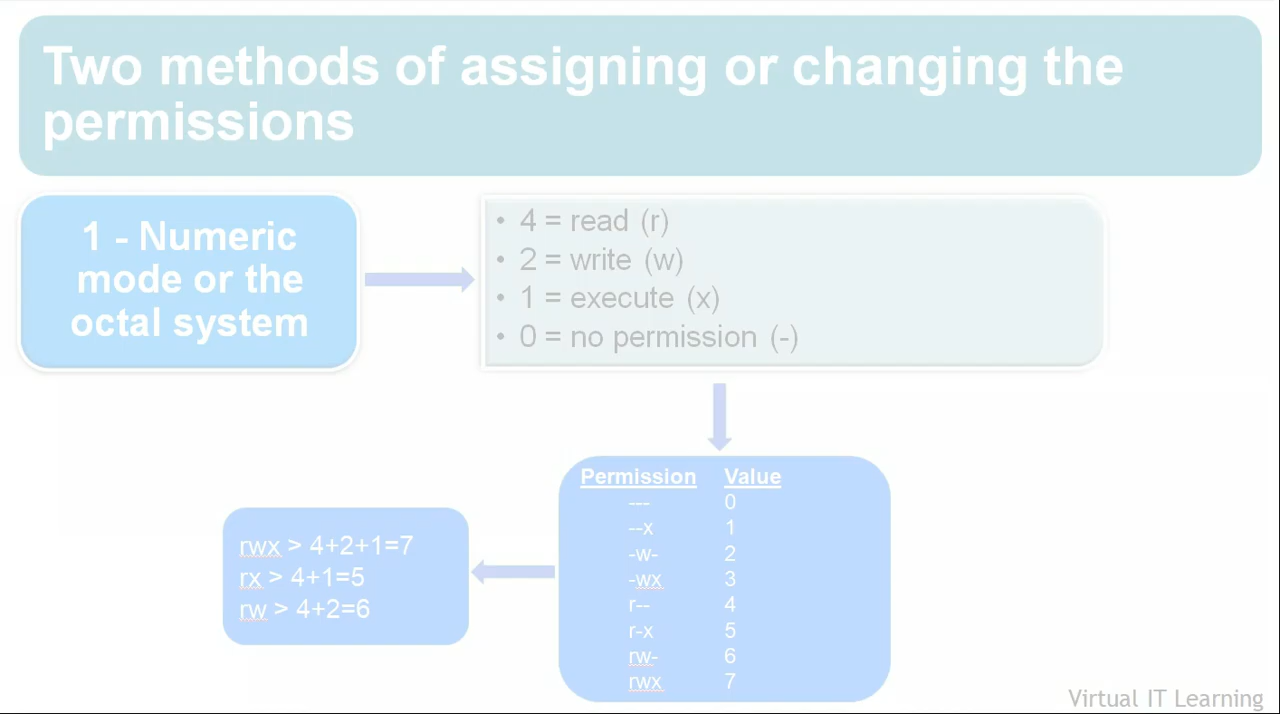 Two methods of assigning or changing the
permissions
1 - Numeric
mode or the
octal system
• 4 = read (r)
• 2 = write (w)
• 1 = execute (x)
• 0 = no permission (-)
Permission Value
--- 0
--x 1
-w- 2
-wx 3
r-- 4
r-x 5
rw- 6
rwx 7
rwx > 4+2+1=7
rx > 4+1=5
rw > 4+2=6
Virtual IT Learning